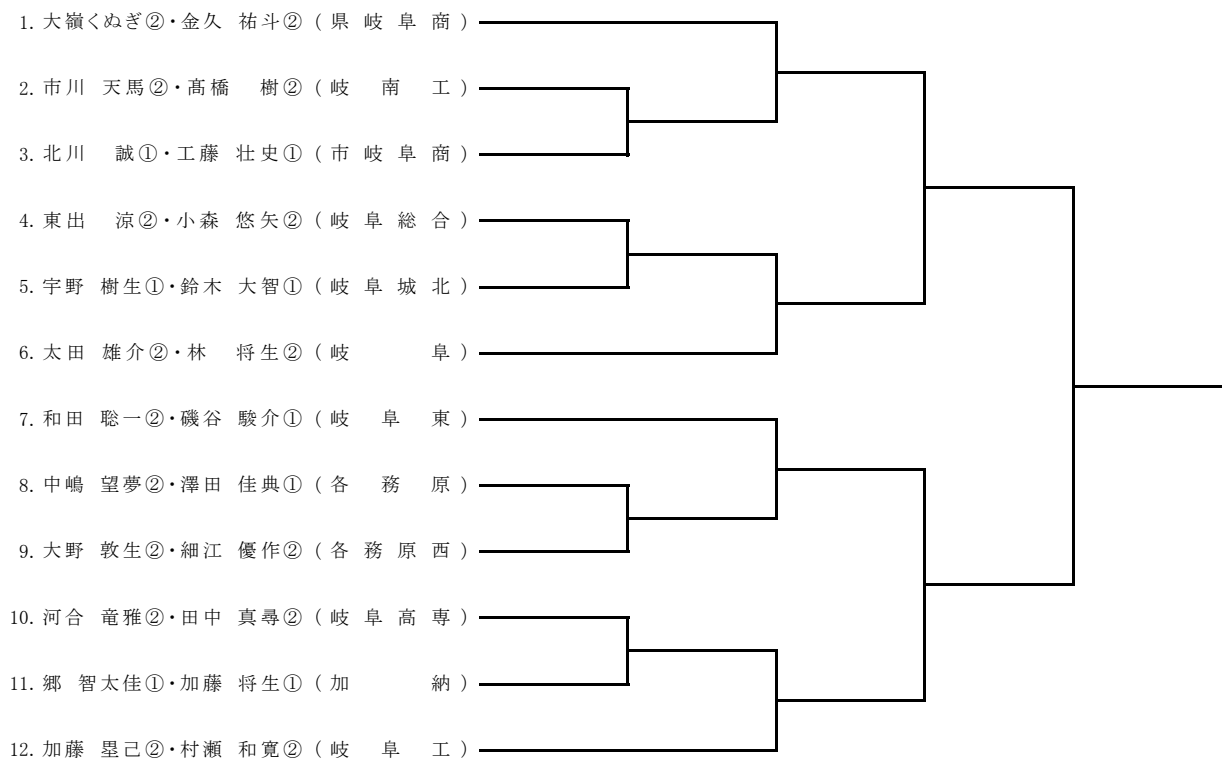 1. 大嶺くぬぎ②・金久 祐斗② ( 県 岐 阜 商 )
2. 市川 天馬②・髙橋 樹② ( 岐 南 工 )
3. 北川 誠①・工藤 壮史① ( 市 岐 阜 商 )
4. 東出 涼②・小森 悠矢② ( 岐 阜 総 合 )
5. 宇野 樹生①・鈴木 大智① ( 岐 阜 城 北 )
6. 太田 雄介②・林 将生② ( 岐 阜 )
7. 和田 聡一②・磯谷 駿介① ( 岐 阜 東 )
8. 中嶋 望夢②・澤田 佳典① ( 各 務 原 )
9. 大野 敦生②・細江 優作② ( 各 務 原 西 )
10. 河合 竜雅②・田中 真尋② ( 岐 阜 高 専 )
11. 郷 智太佳①・加藤 将生① ( 加 納 )
12. 加藤 塁己②・村瀬 和寛② ( 岐 阜 工 )